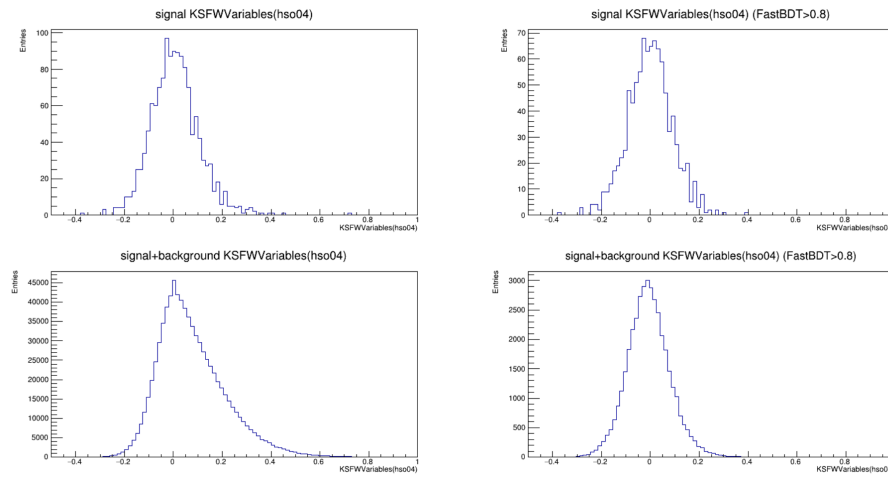 signal KSFWVariables(hso04)
Entries
100
80
60
40
20
0
−0.4 −0.2 0 0.2 0.4 0.6 0.8 1
KSFWVariables(hso04)
signal KSFWVariables(hso04) (FastBDT>0.8)
Entries
70
60
50
40
30
20
10
0
−0.4 −0.2 0 0.2 0.4 0.6 0.8
KSFWVariables(hso0
signal+background KSFWVariables(hso04)
Entries
45000
40000
35000
30000
25000
20000
15000
10000
5000
0
−0.4 −0.2 0 0.2 0.4 0.6 0.8 1
KSFWVariables(hso04)
signal+background KSFWVariables(hso04) (FastBDT>0.8)
Entries
3000
2500
2000
1500
1000
500
0
−0.4 −0.2 0 0.2 0.4 0.6 0.8
KSFWVariables(hso0